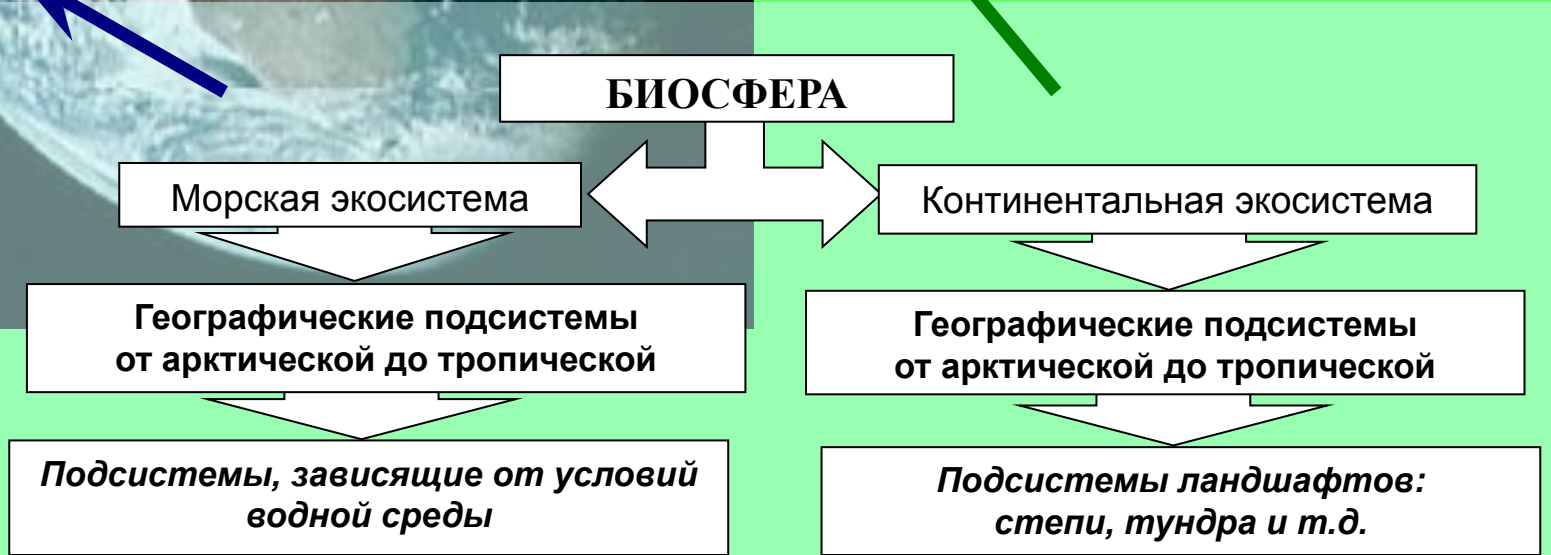 БИОСФЕРА
Морская экосистема
Континентальная экосистема
Географические подсистемы
от арктической до тропической
Географические подсистемы
от арктической до тропической
Подсистемы, зависящие от условий
водной среды
Подсистемы ландшафтов:
степи, тундра и т.д.